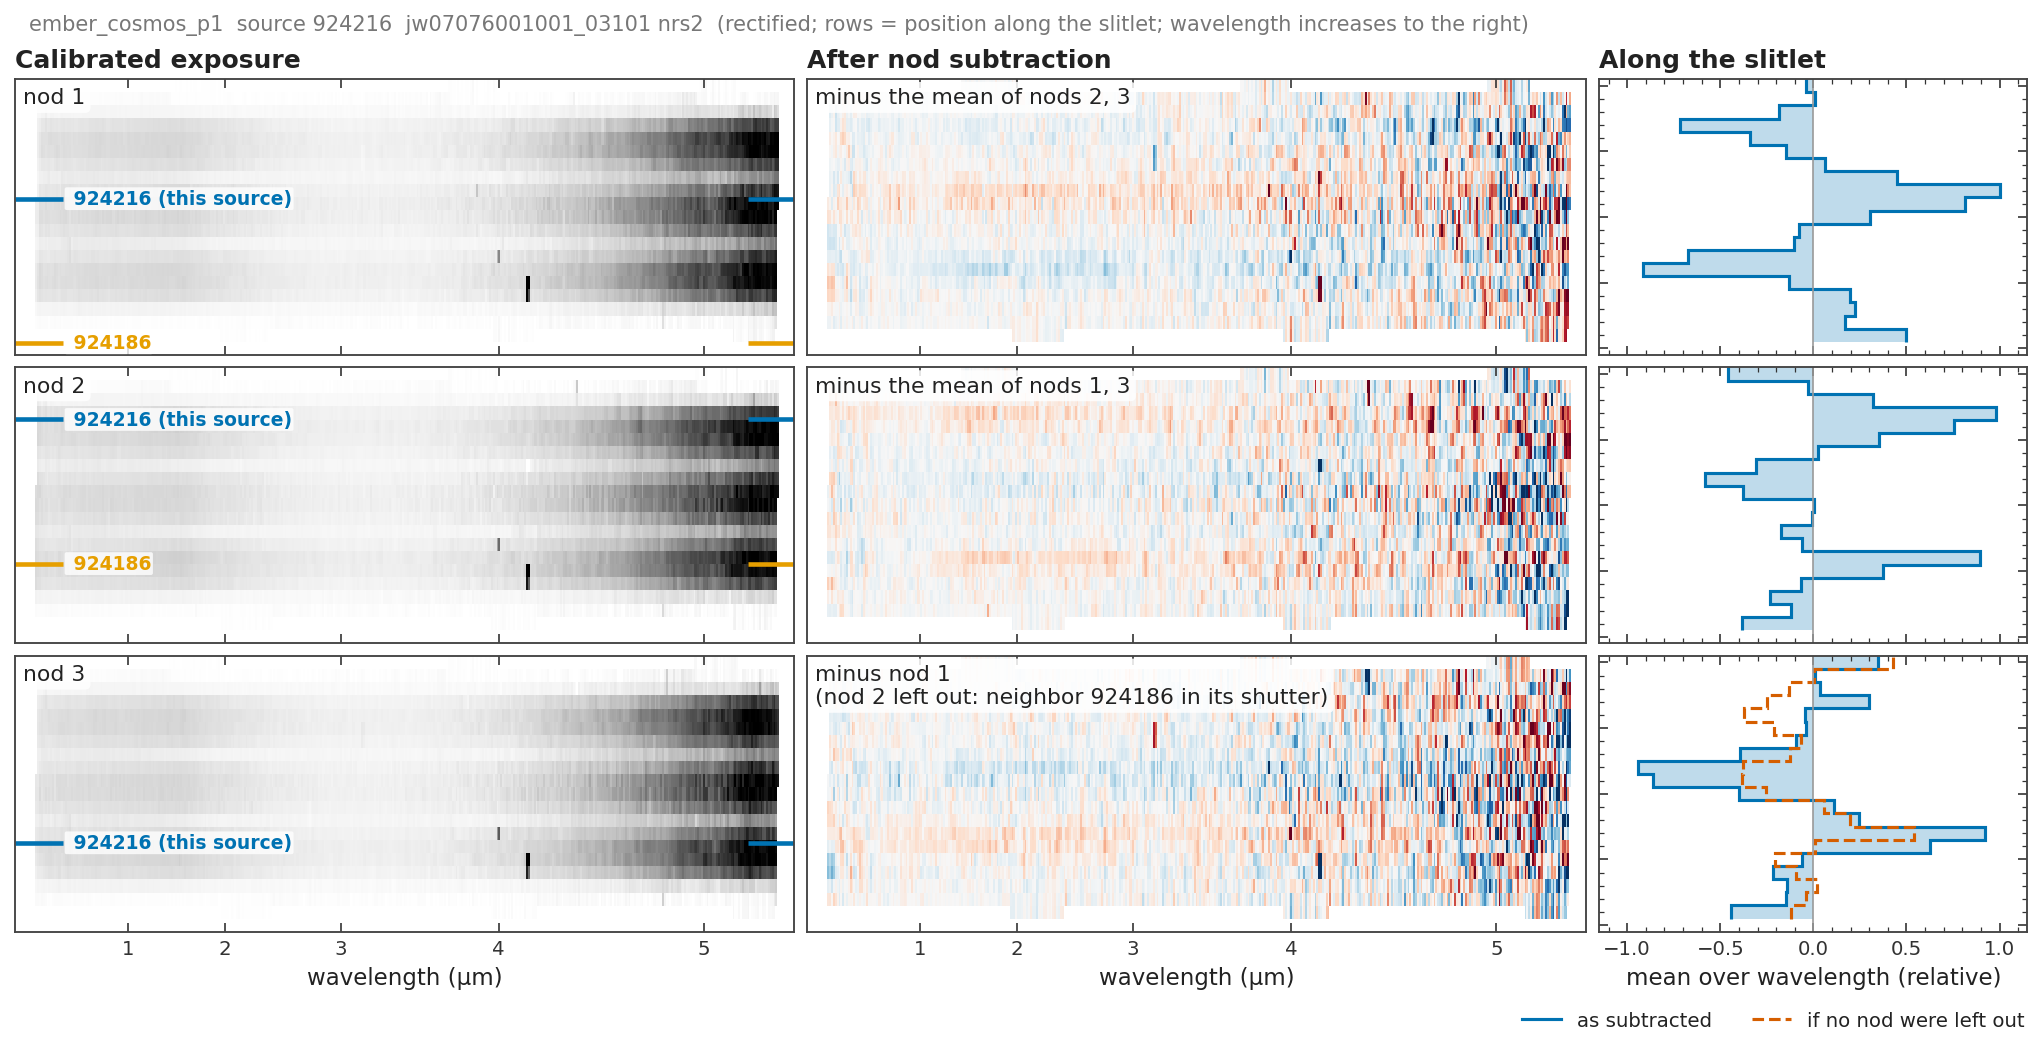 ember_cosmos_p1  source 924216  jw07076001001_03101 nrs2  (rectified; rows = position along the slitlet; wavelength increases to the right)
Calibrated exposure
After nod subtraction
Along the slitlet
nod 1
924216 (this source)
924186
minus the mean of nods 2, 3
nod 2
924216 (this source)
924186
minus the mean of nods 1, 3
nod 3
924216 (this source)
minus nod 1
(nod 2 left out: neighbor 924186 in its shutter)
1 2 3 4 5
wavelength (μm)
1 2 3 4 5
wavelength (μm)
−1.0 −0.5 0.0 0.5 1.0
mean over wavelength (relative)
as subtracted
if no nod were left out